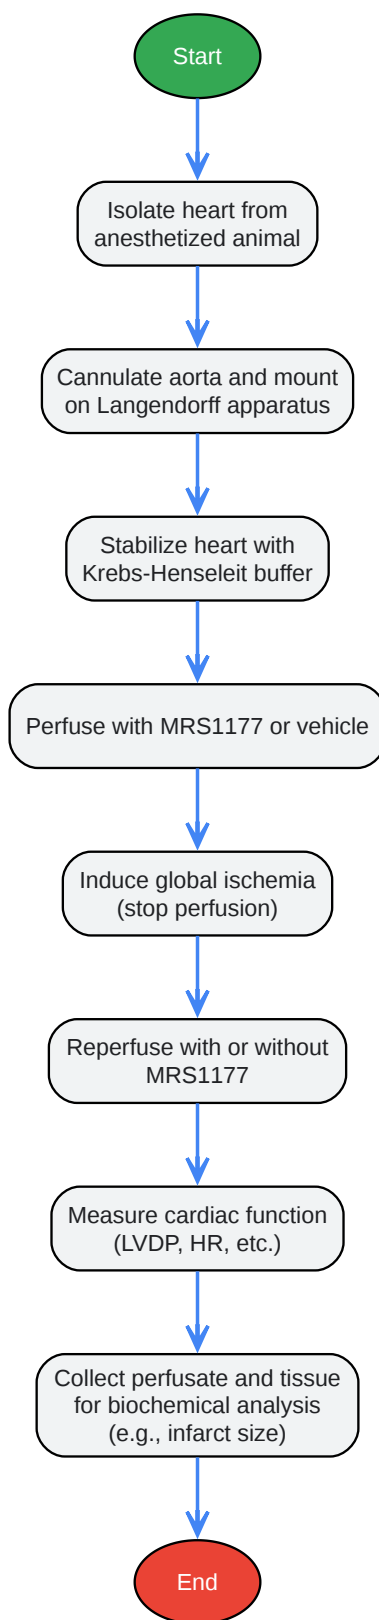 Start
Isolate heart from
anesthetized animal
Cannulate aorta and mount
on Langendorff apparatus
Stabilize heart with
Krebs-Henseleit buffer
Perfuse with MRS1177 or vehicle
Induce global ischemia
(stop perfusion)
Reperfuse with or without
MRS1177
Measure cardiac function
(LVDP, HR, etc.)
Collect perfusate and tissue
for biochemical analysis
(e.g., infarct size)
End